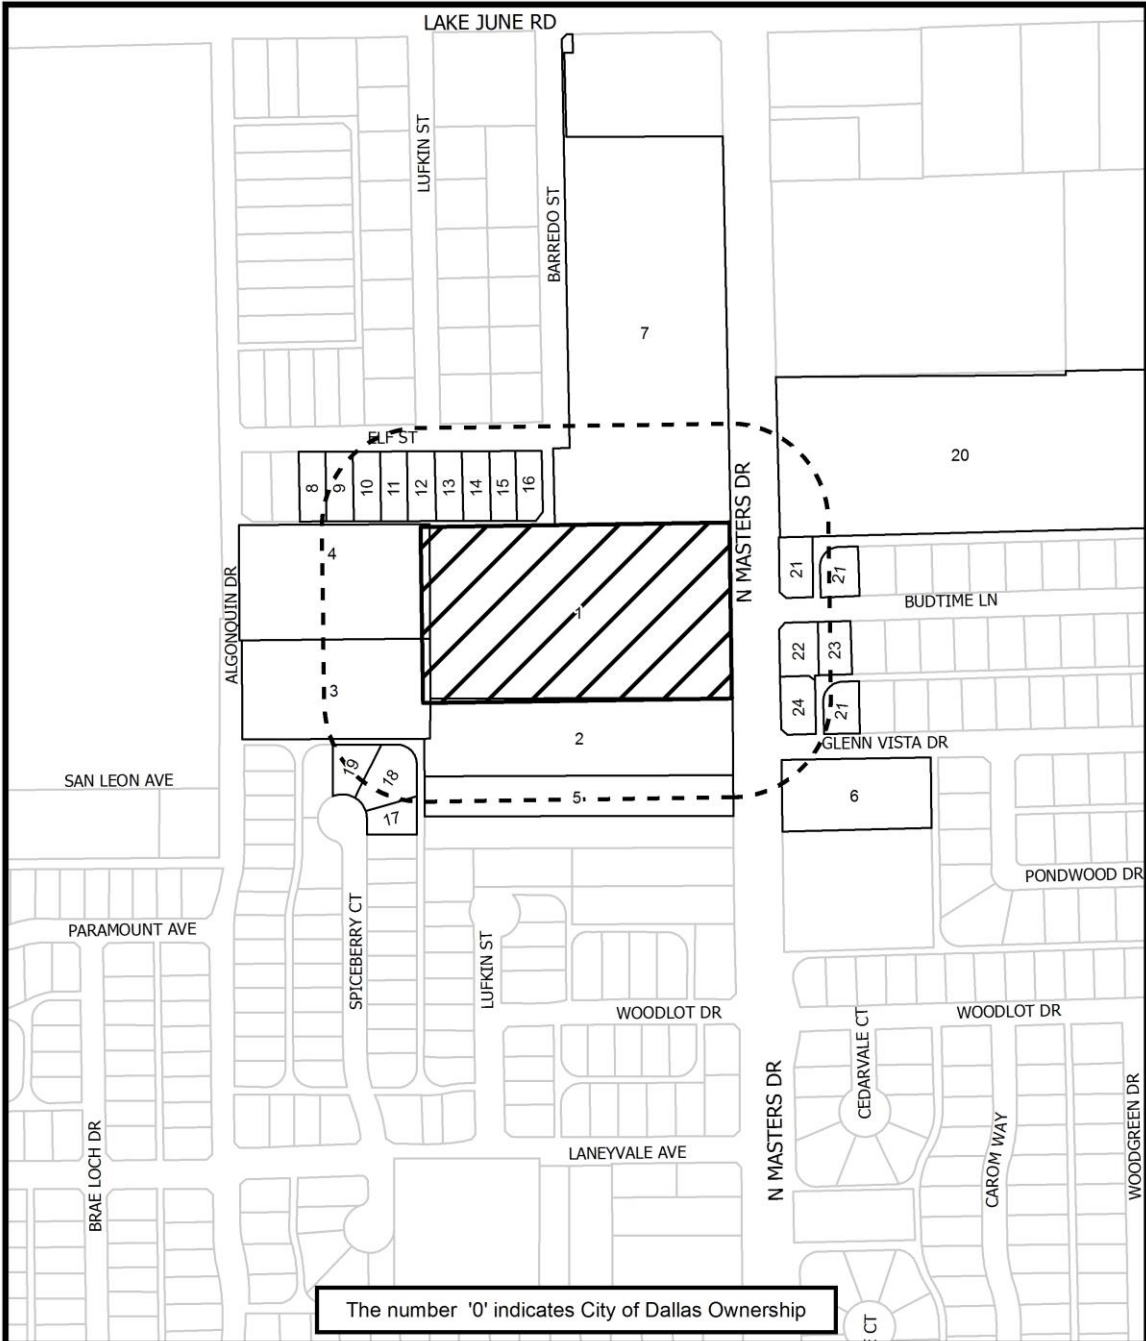 LAKE JUNE RD
LUFKIN ST
BARREDO ST
7
ELF ST
N MASTERS DR
20
8
9
10
11
12
13
14
15
16
4
1
21
21
BUDTIME LN
ALGONQUIN DR
22
23
3
24
21
2
GLENN VISTA DR
SAN LEON AVE
19
18
5
6
17
PONDWOOD DR
PARAMOUNT AVE
SPICEBERRY CT
LUFKIN ST
WOODLOT DR
WOODLOT DR
CEDARVALE CT
N MASTERS DR
CAROM WAY
WOODGREEN DR
BRAE LOCH DR
LANEYVALE AVE
The number '0' indicates City of Dallas Ownership
CT